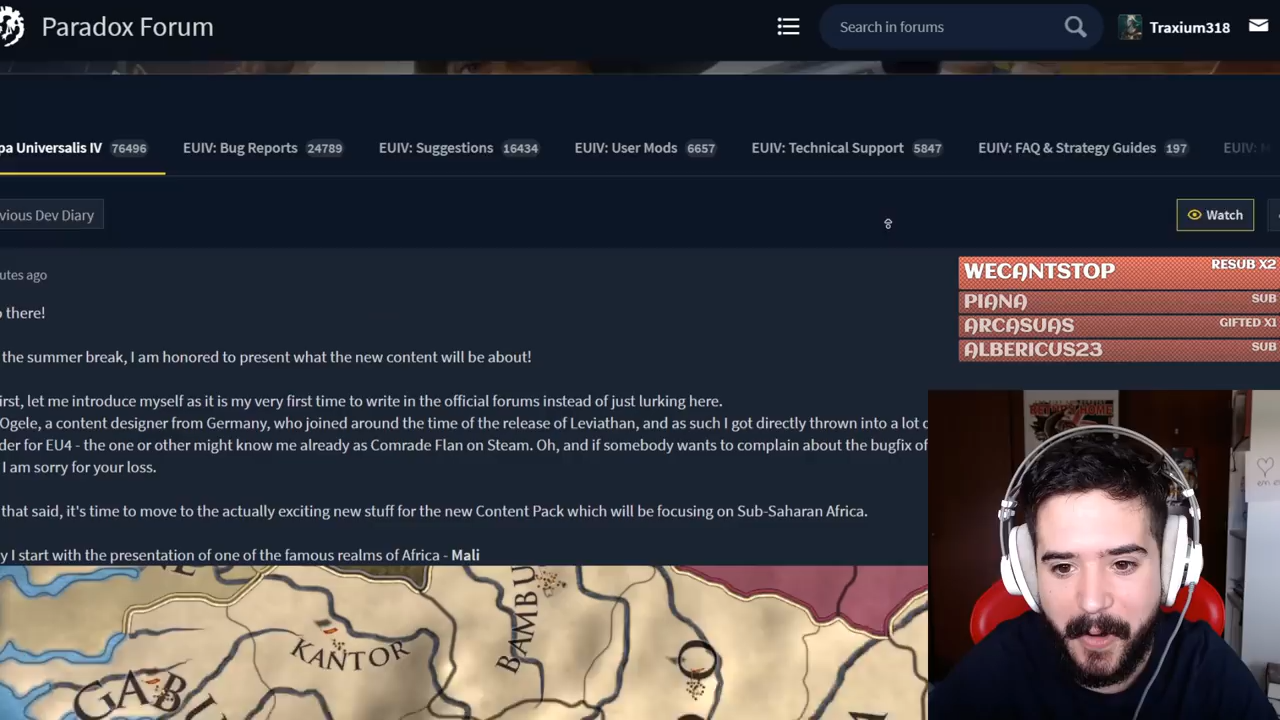 Paradox Forum
Search in forums
Traxium318
pa Universalis IV 76496
EUIV: Bug Reports 24789
EUIV: Suggestions 16434
EUIV: User Mods 6657
EUIV: Technical Support 5847
EUIV: FAQ & Strategy Guides 197
EUIV:
vious Dev Diary
Watch
utes ago
WECANTSTOP RESUB X2
PIANA SUB
ARCASUAS GIFTED X1
ALBERICUS23 SUB
o there!
the summer break, I am honored to present what the new content will be about!
irst, let me introduce myself as it is my very first time to write in the official forums instead of just lurking here.
Ogele, a content designer from Germany, who joined around the time of the release of Leviathan, and as such I got directly thrown into a lot
der for EU4 - the one or other might know me already as Comrade Flan on Steam. Oh, and if somebody wants to complain about the bugfix of
I am sorry for your loss.
that said, it's time to move to the actually exciting new stuff for the new Content Pack which will be focusing on Sub-Saharan Africa.
y I start with the presentation of one of the famous realms of Africa - Mali
NE
BAMBU
KANTOR
GABU
O